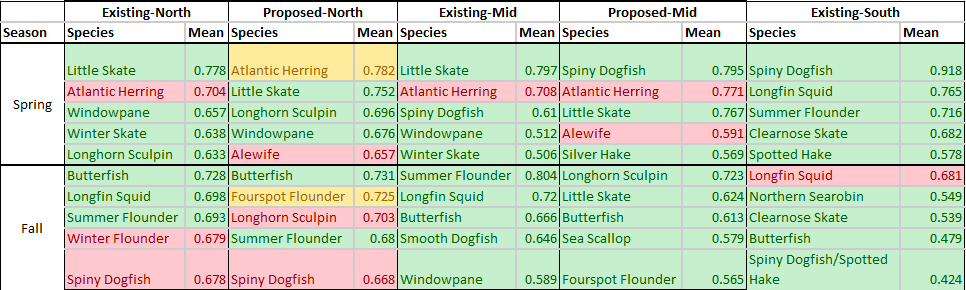 Existing-North Proposed-North Existing-Mid Proposed-Mid Existing-South
Season Species Mean Species Mean Species Mean Species Mean Species Mean
Spring
Little Skate 0.778 Atlantic Herring 0.782 Little Skate 0.797 Spiny Dogfish 0.795 Spiny Dogfish 0.918
Atlantic Herring 0.704 Little Skate 0.752 Atlantic Herring 0.708 Atlantic Herring 0.771 Longfin Squid 0.765
Windowpane 0.657 Longhorn Sculpin 0.696 Spiny Dogfish 0.61 Little Skate 0.767 Summer Flounder 0.716
Winter Skate 0.638 Windowpane 0.676 Windowpane 0.512 Alewife 0.591 Clearnose Skate 0.682
Longhorn Sculpin 0.633 Alewife 0.657 Winter Skate 0.506 Silver Hake 0.569 Spotted Hake 0.578
Fall
Butterfish 0.728 Butterfish 0.731 Summer Flounder 0.804 Longhorn Sculpin 0.723 Longfin Squid 0.681
Longfin Squid 0.698 Fourspot Flounder 0.725 Longfin Squid 0.72 Little Skate 0.624 Northern Searobin 0.549
Summer Flounder 0.693 Longhorn Sculpin 0.703 Butterfish 0.666 Butterfish 0.613 Clearnose Skate 0.539
Winter Flounder 0.679 Summer Flounder 0.68 Smooth Dogfish 0.646 Sea Scallop 0.579 Butterfish 0.479
Spiny Dogfish 0.678 Spiny Dogfish 0.668 Windowpane 0.589 Fourspot Flounder 0.565 Spiny Dogfish/Spotted
Hake 0.424